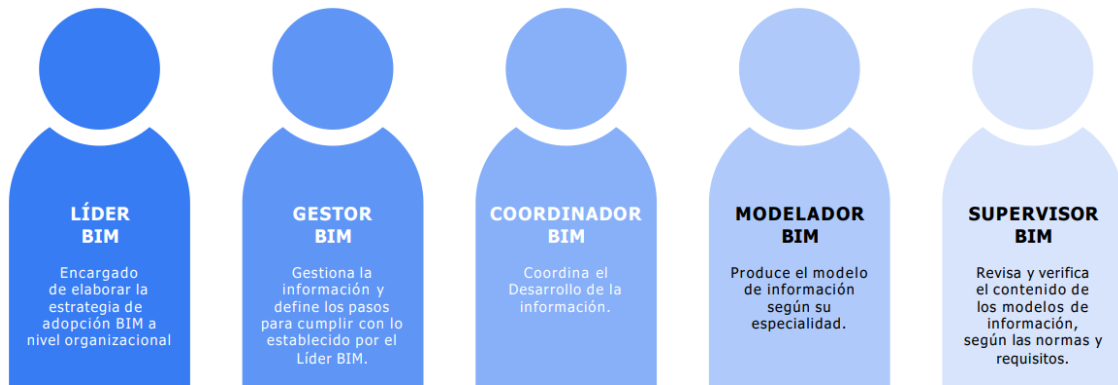 LÍDER
BIM
Encargado
de elaborar la
estrategia de
adopción BIM a
nivel organizacional
GESTOR
BIM
Gestiona la
información y
define los pasos
para cumplir con lo
establecido por el
Líder BIM.
COORDINADOR
BIM
Coordina el
Desarrollo de la
información.
MODELADOR
BIM
Produce el modelo
de información
según su
especialidad.
SUPERVISOR
BIM
Revisa y verifica
el contenido de
los modelos de
información,
según las normas y
requisitos.